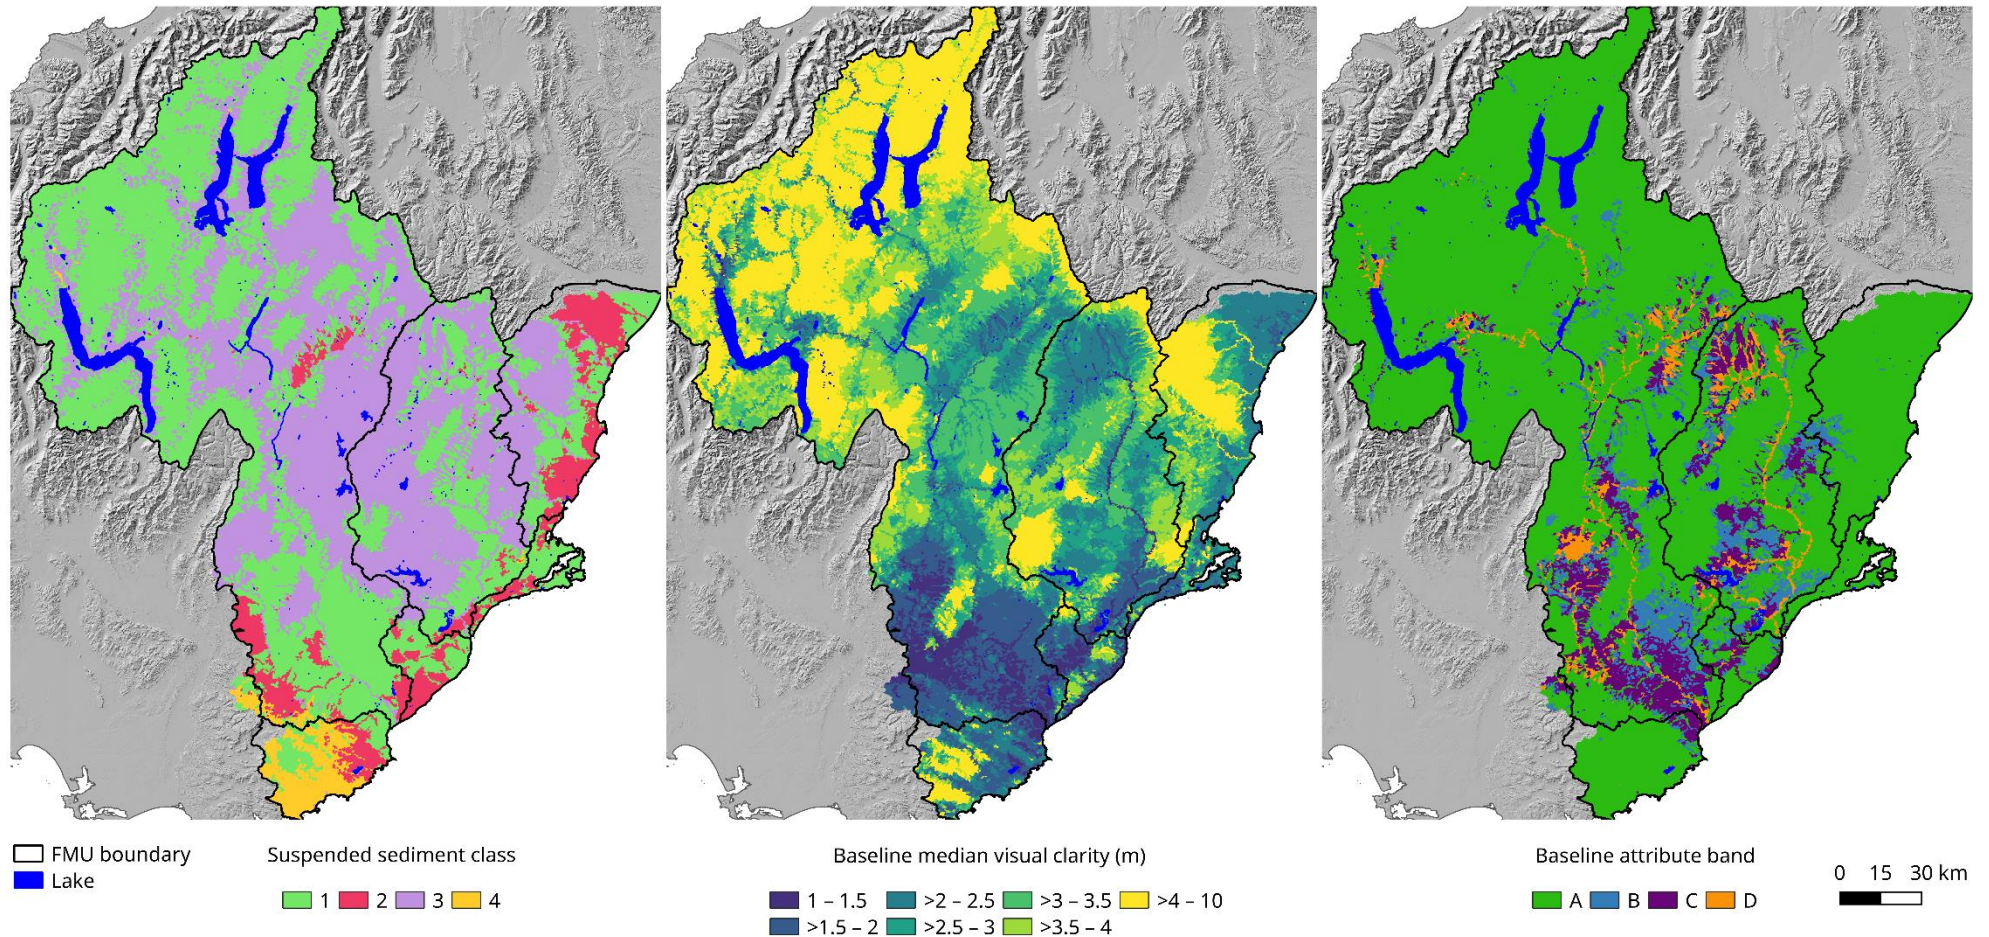 FMU boundary
Lake
Suspended sediment class
1 2 3 4
Baseline median visual clarity (m)
1 – 1.5 >2 – 2.5 >3 – 3.5 >4 – 10
>1.5 – 2 >2.5 – 3 >3.5 – 4
Baseline attribute band
A B C D
0 15 30 km